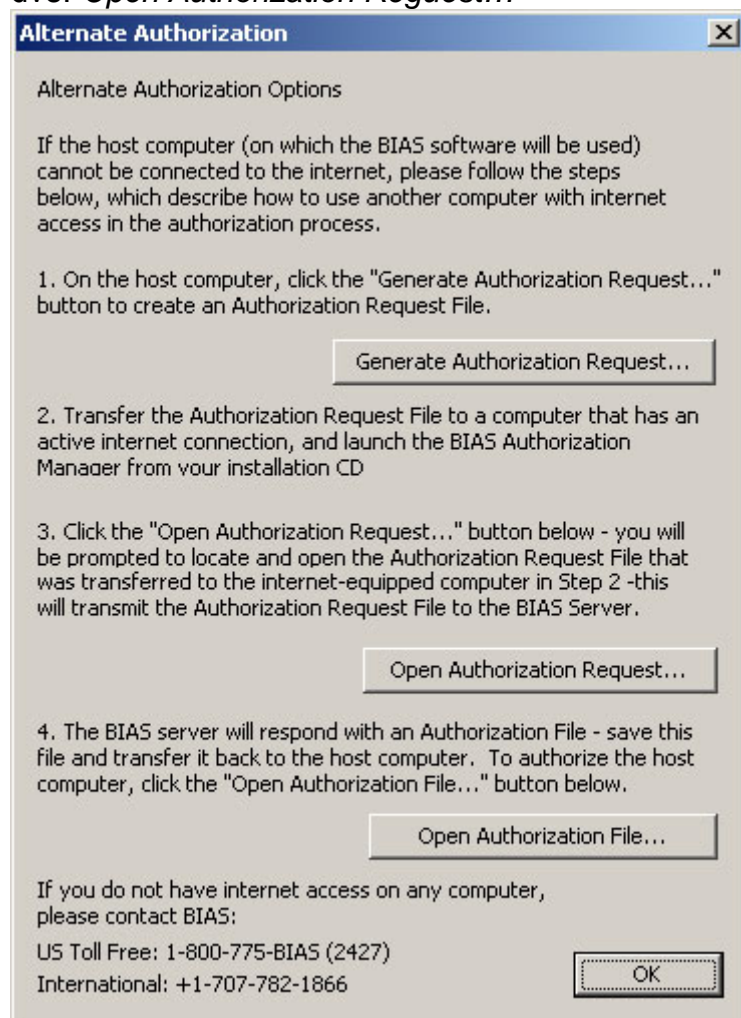 Open Authorization Reguest...
Alternate Authorization
Alternate Authorization Options
If the host computer (on which the BIAS software will be used)
cannot be connected to the internet, please follow the steps
below, which describe how to use another computer with internet
access in the authorization process.
1. On the host computer, click the "Generate Authorization Request..."
button to create an Authorization Request File.
Generate Authorization Request...
2. Transfer the Authorization Request File to a computer that has an
active internet connection, and launch the BIAS Authorization
Manager from your installation CD
3. Click the "Open Authorization Request..." button below - you will
be prompted to locate and open the Authorization Request File that
was transferred to the internet-equipped computer in Step 2 -this
will transmit the Authorization Request File to the BIAS Server.
Open Authorization Request...
4. The BIAS server will respond with an Authorization File - save this
file and transfer it back to the host computer.  To authorize the host
computer, click the "Open Authorization File..." button below.
Open Authorization File...
If you do not have internet access on any computer,
please contact BIAS:
US Toll Free: 1-800-775-BIAS (2427)
International: +1-707-782-1866
OK